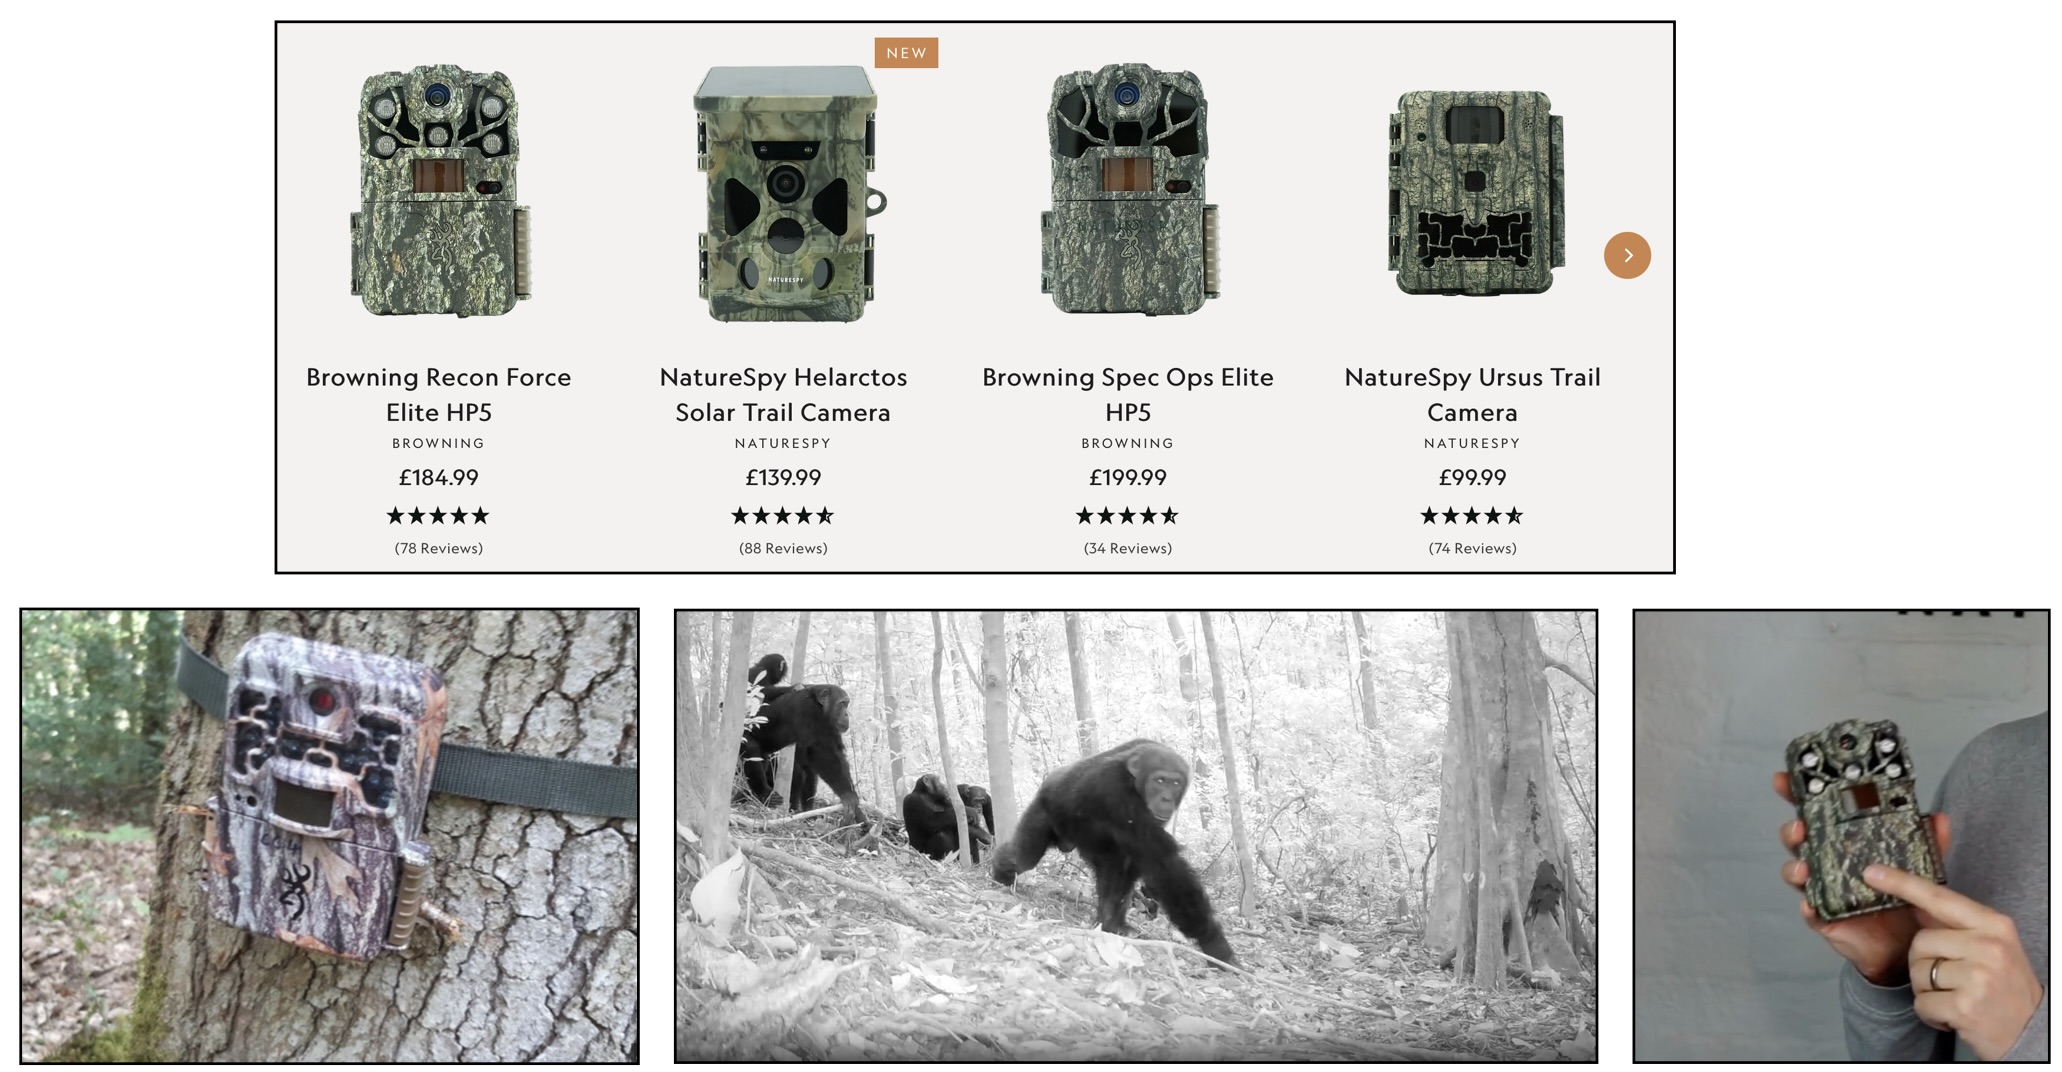 NEW
Browning Recon Force
Elite HP5
BROWNING
£184.99
(78 Reviews)
NatureSpy Helarctos
Solar Trail Camera
NATURESPY
£139.99
(88 Reviews)
Browning Spec Ops Elite
HP5
BROWNING
£199.99
(34 Reviews)
NatureSpy Ursus Trail
Camera
NATURESPY
£99.99
(74 Reviews)
NATURESPY